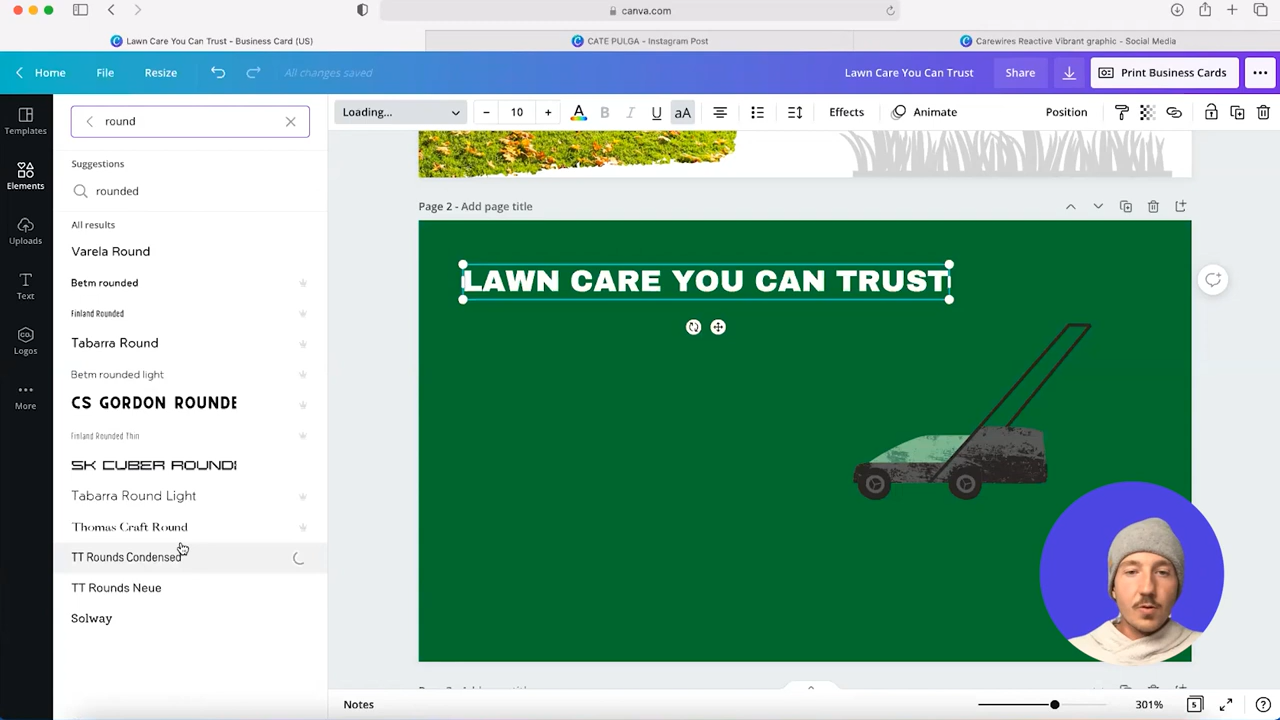 canva.com
Lawn Care You Can Trust - Business Card (US)
CATE PULGA - Instagram Post
Carewires Reactive Vibrant graphic - Social Media
Home
File
Resize
All changes saved
Lawn Care You Can Trust
Share
Print Business Cards
Templates
Elements
Uploads
Text
CO.
Logos
More
round
Suggestions
rounded
All results
Varela Round
Betm rounded
Finland Rounded
Tabarra Round
Betm rounded light
CS GORDON ROUNDE
Finland Rounded Thin
SK CUBER ROUND
Tabarra Round Light
Thomas Craft Round
TT Rounds Condensed
TT Rounds Neue
Solway
Loading...
10
A
B
I
U
aA
Effects
Animate
Position
Page 2 - Add page title
LAWN CARE YOU CAN TRUST
Notes
301%
5